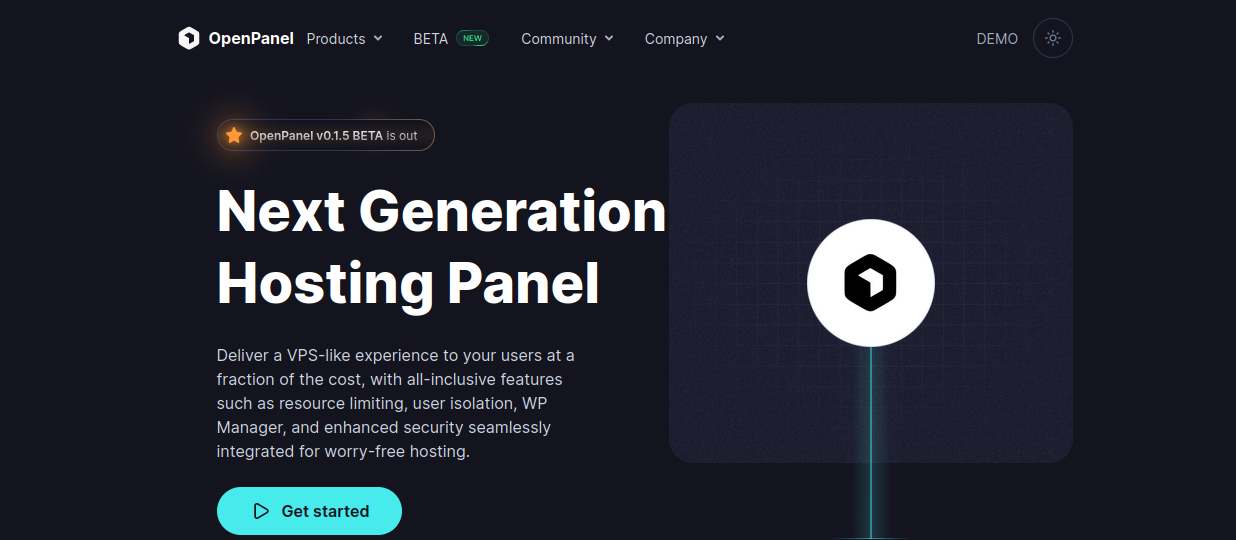 OpenPanel Products BETA NEW Community Company DEMO
OpenPanel v0.1.5 BETA is out
Next Generation
Hosting Panel
Deliver a VPS-like experience to your users at a
fraction of the cost, with all-inclusive features
such as resource limiting, user isolation, WP
Manager, and enhanced security seamlessly
integrated for worry-free hosting.
Get started